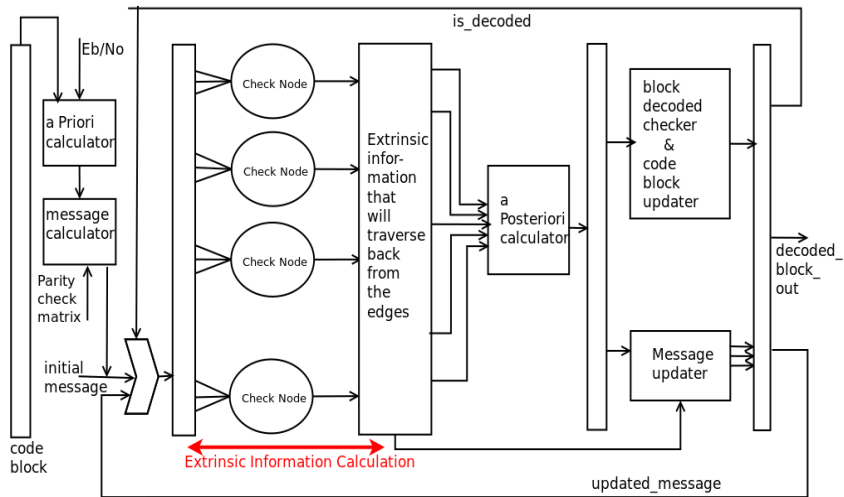 is_decoded
Eb/No
a Priori
calculator
message
calculator
Parity
check
matrix
initial
message
code
block
Check Node
Check Node
Check Node
Check Node
Extrinsic
infor-
mation
that
will
traverse
back
from
the
edges
Extrinsic Information Calculation
a
Posteriori
calculator
block
decoded
checker
&
code
block
updater
Message
updater
decoded_
block_
out
updated_message